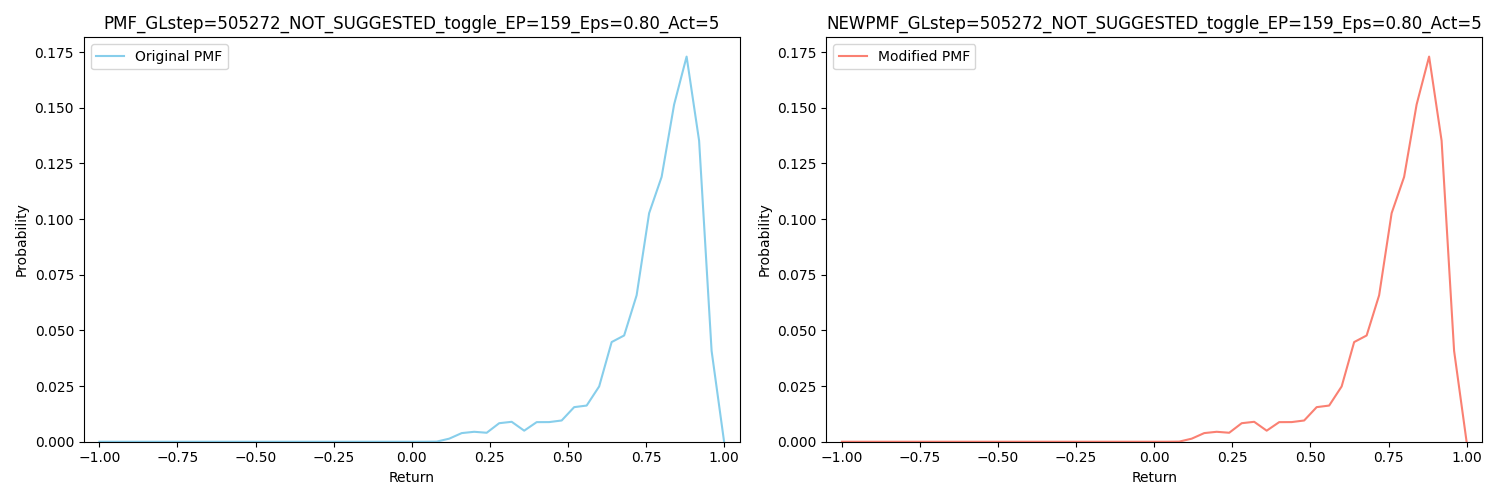 PMF_GLstep=505272_NOT_SUGGESTED_toggle_EP=159_Eps=0.80_Act=5
Original PMF
Probability
0.175
0.150
0.125
0.100
0.075
0.050
0.025
0.000
−1.00 −0.75 −0.50 −0.25 0.00 0.25 0.50 0.75 1.00
Return
NEWPMF_GLstep=505272_NOT_SUGGESTED_toggle_EP=159_Eps=0.80_Act=5
Modified PMF
Probability
0.175
0.150
0.125
0.100
0.075
0.050
0.025
0.000
−1.00 −0.75 −0.50 −0.25 0.00 0.25 0.50 0.75 1.00
Return